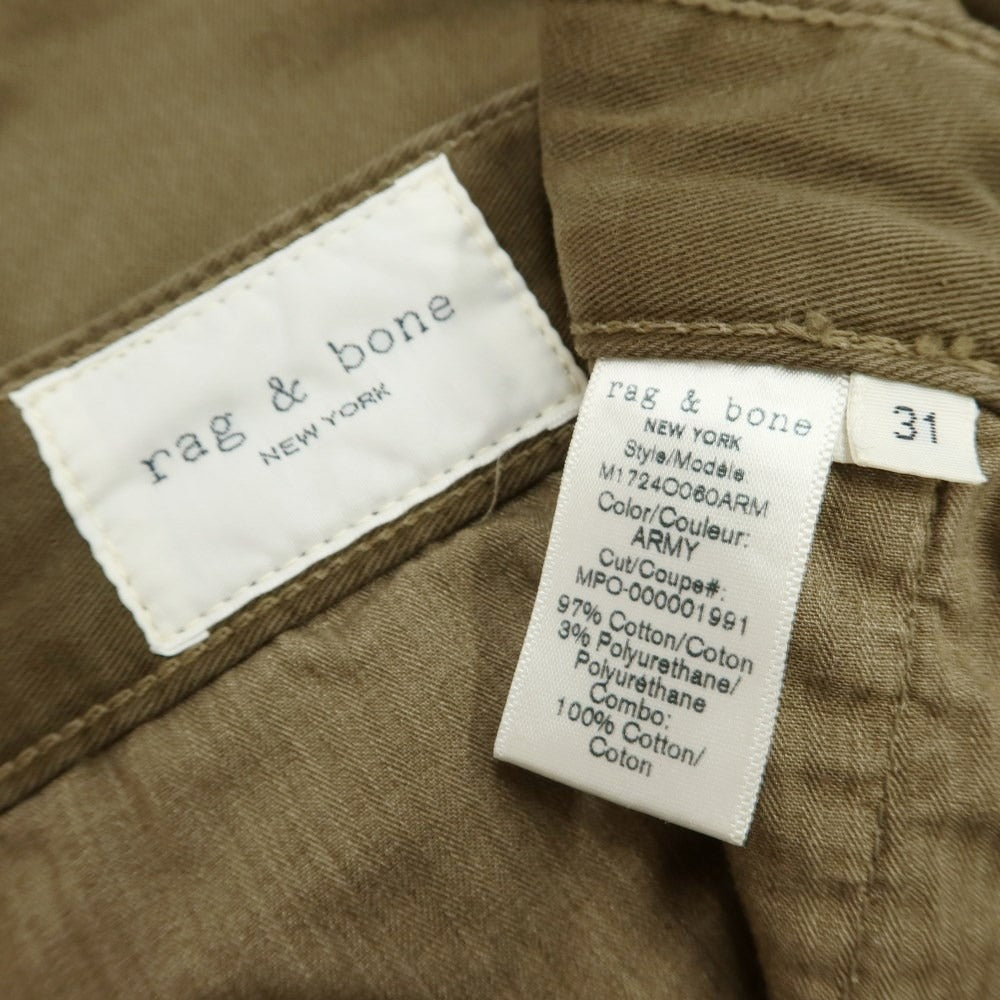 rag & bone
NEW YORK
rag & bone
NEW YORK
Style/Modèle
M1724O060ARM
Color/Couleur:
ARMY
Cut/Coupe#:
MPO-000001991
97% Cotton/Coton
3% Polyurethane/
Polyuréthane
Combo:
100% Cotton/
Coton
31